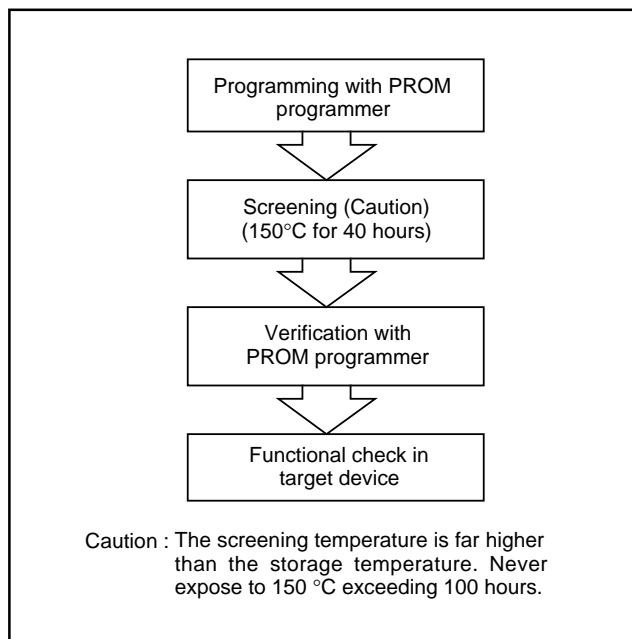 Programming with PROM
programmer
Screening (Caution)
(150°C for 40 hours)
Verification with
PROM programmer
Functional check in
target device
Caution : The screening temperature is far higher
than the storage temperature. Never
expose to 150 °C exceeding 100 hours.